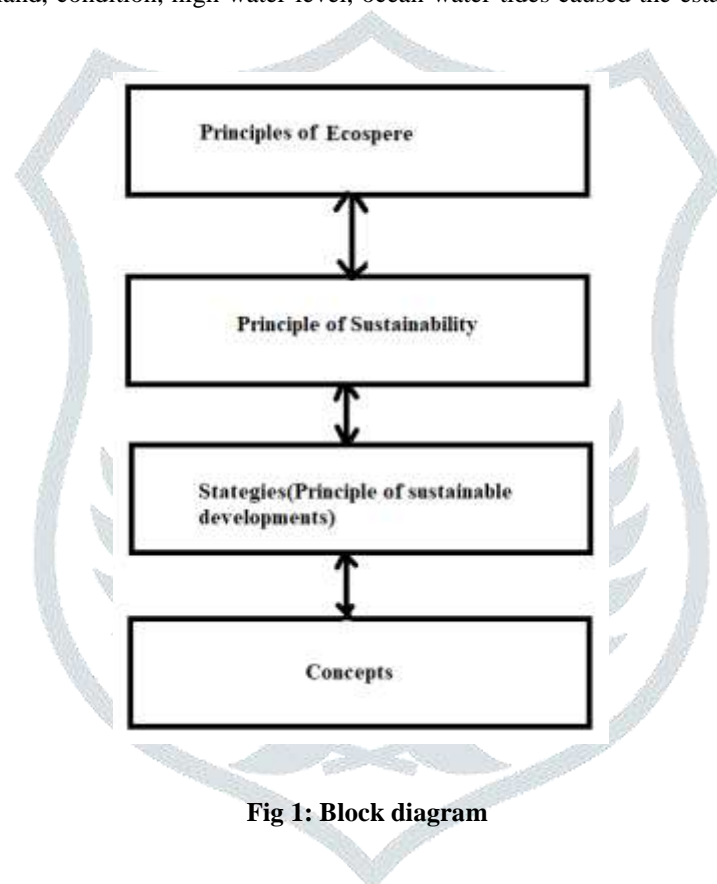 land, condition, high water level, ocean water tides caused the
Principles of Ecospere
Principle of Sustainability
Stategies(Principle of sustainable
developments)
Concepts
Fig 1: Block diagram